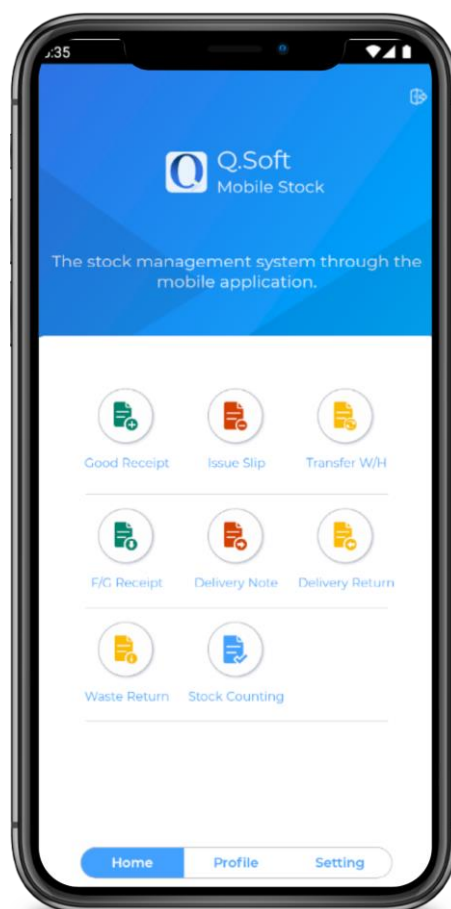 :35
Q
Q.Soft
Mobile Stock
The stock management system through the
mobile application.
Good Receipt
Issue Slip
Transfer W/H
F/G Receipt
Delivery Note
Delivery Return
Waste Return
Stock Counting
Home
Profile
Setting